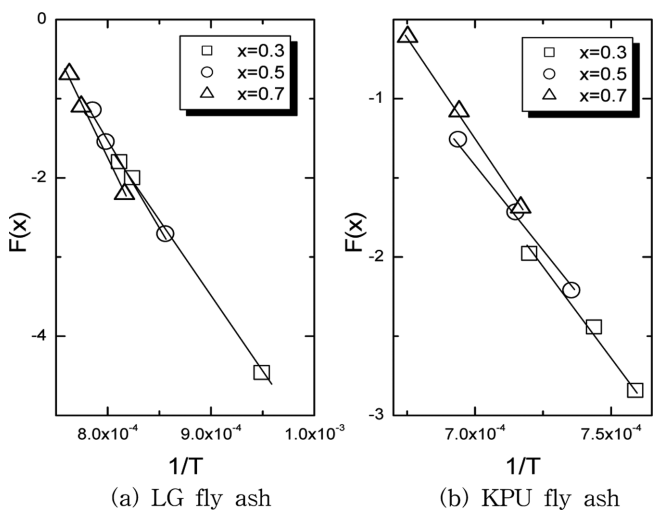 0
-2
-4
F(x)
x=0.3
x=0.5
x=0.7
8.0x10⁻⁴
9.0x10⁻⁴
1.0x10⁻³
1/T
(a) LG fly ash
-1
-2
-3
F(x)
x=0.3
x=0.5
x=0.7
7.0x10⁻⁴
7.5x10⁻⁴
1/T
(b) KPU fly ash